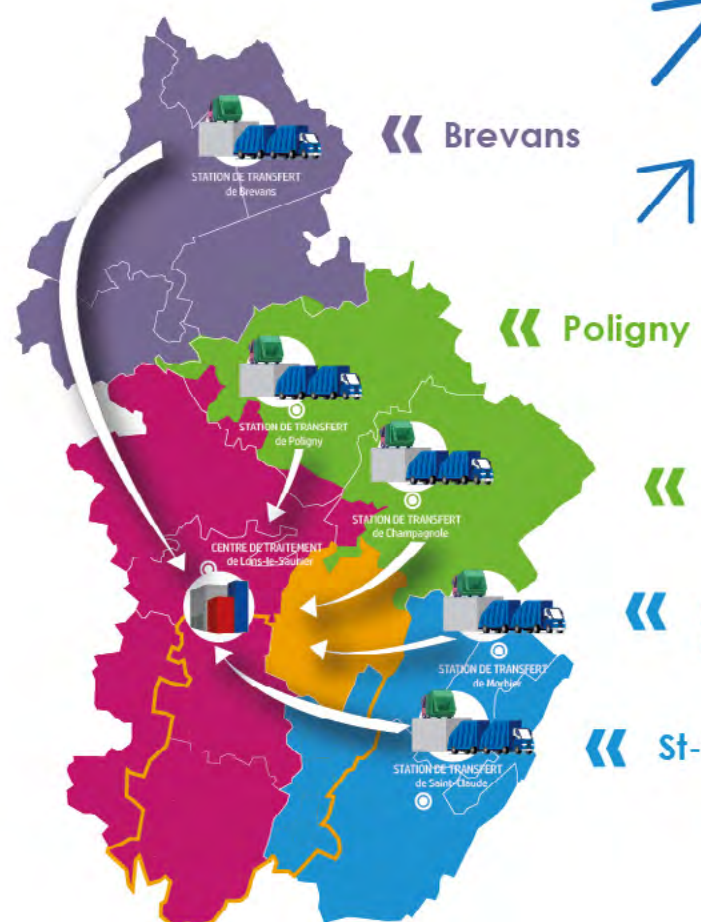 STATION DE TRANSFERT
de Brevans
« Brevans
« Poligny
STATION DE TRANSFERT
de Poligny
STATION DE TRANSFERT
de Champagnole
«
CENTRE DE TRAITEMENT
de Lons-le-Saunier
«
STATION DE TRANSFERT
de Morbier
« St-
STATION DE TRANSFERT
de Saint-Claude